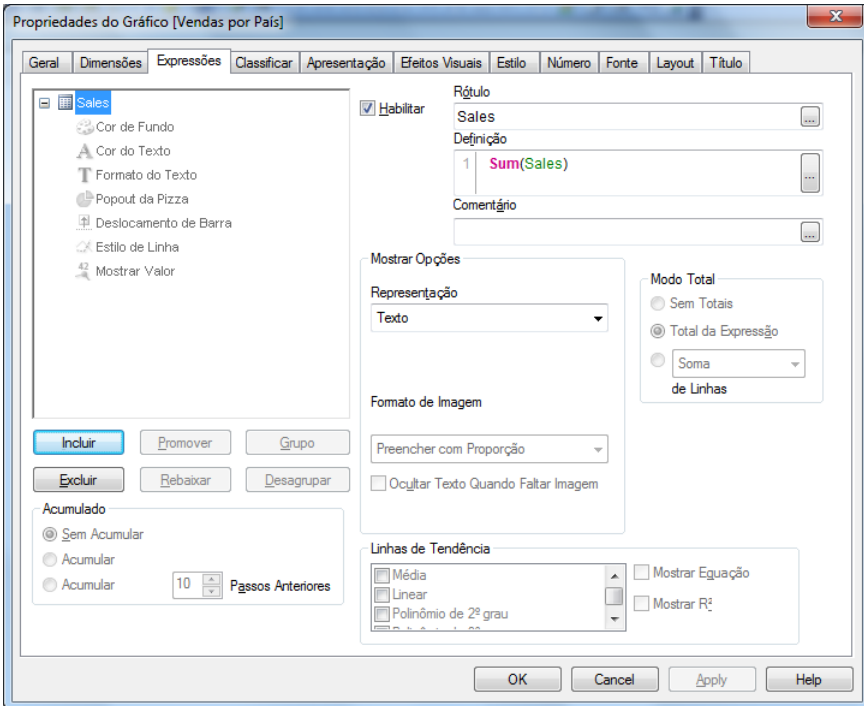 Propriedades do Gráfico [Vendas por País]
Geral Dimensões Expressões Classificar Apresentação Efeitos Visuais Estilo Número Fonte Layout Título
Sales
Cor de Fundo
Cor do Texto
Formato do Texto
Popout da Pizza
Deslocamento de Barra
Estilo de Linha
42 Mostrar Valor
Incluir Promover Grupo
Excluir Rebaixar Desagrupar
Acumulado
Sem Acumular
Acumular
Acumular 10 Passos Anteriores
Habilitar
Rótulo
Sales ...
Definição
1 Sum(Sales) ...
Comentário
...
Mostrar Opções
Representação
Texto
Formato de Imagem
Preencher com Proporção
Ocultar Texto Quando Faltar Imagem
Modo Total
Sem Totais
Total da Expressão
Soma
de Linhas
Linhas de Tendência
Média
Linear
Polinômio de 2º grau
Mostrar Equação
Mostrar R²
OK Cancel Apply Help